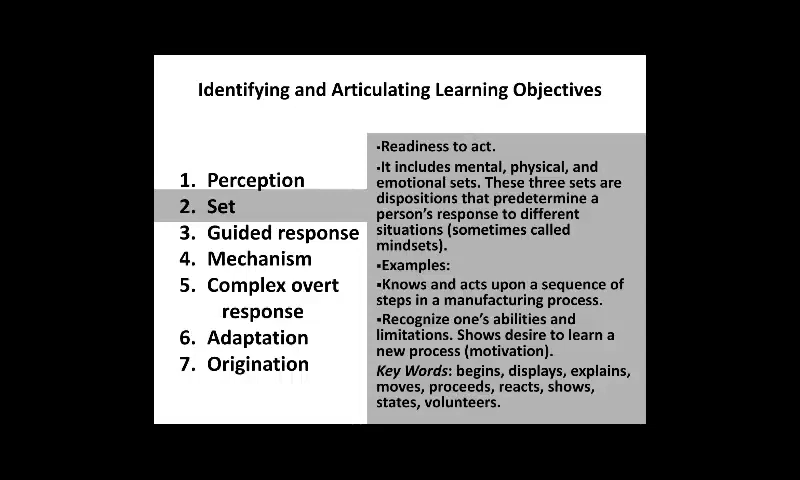 Identifying and Articulating Learning Objectives
1. Perception
2. Set
3. Guided response
4. Mechanism
5. Complex overt
response
6. Adaptation
7. Origination
▪Readiness to act.
▪It includes mental, physical, and
emotional sets. These three sets are
dispositions that predetermine a
person's response to different
situations (sometimes called
mindsets).
▪Examples:
▪Knows and acts upon a sequence of
steps in a manufacturing process.
▪Recognize one's abilities and
limitations. Shows desire to learn a
new process (motivation).
Key Words: begins, displays, explains,
moves, proceeds, reacts, shows,
states, volunteers.